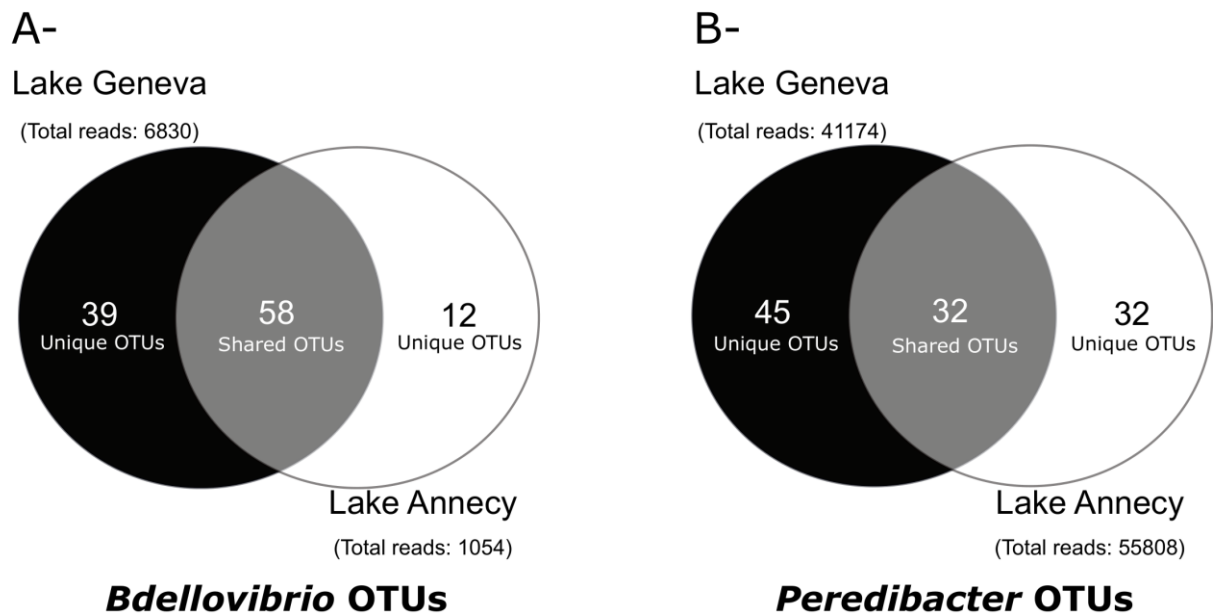 A-
Lake Geneva
(Total reads: 6830)
39
Unique OTUs
58
Shared OTUs
12
Unique OTUs
Lake Annecy
(Total reads: 1054)
Bdellovibrio OTUs
B-
Lake Geneva
(Total reads: 41174)
45
Unique OTUs
32
Shared OTUs
32
Unique OTUs
Lake Annecy
(Total reads: 55808)
Peredibacter OTUs